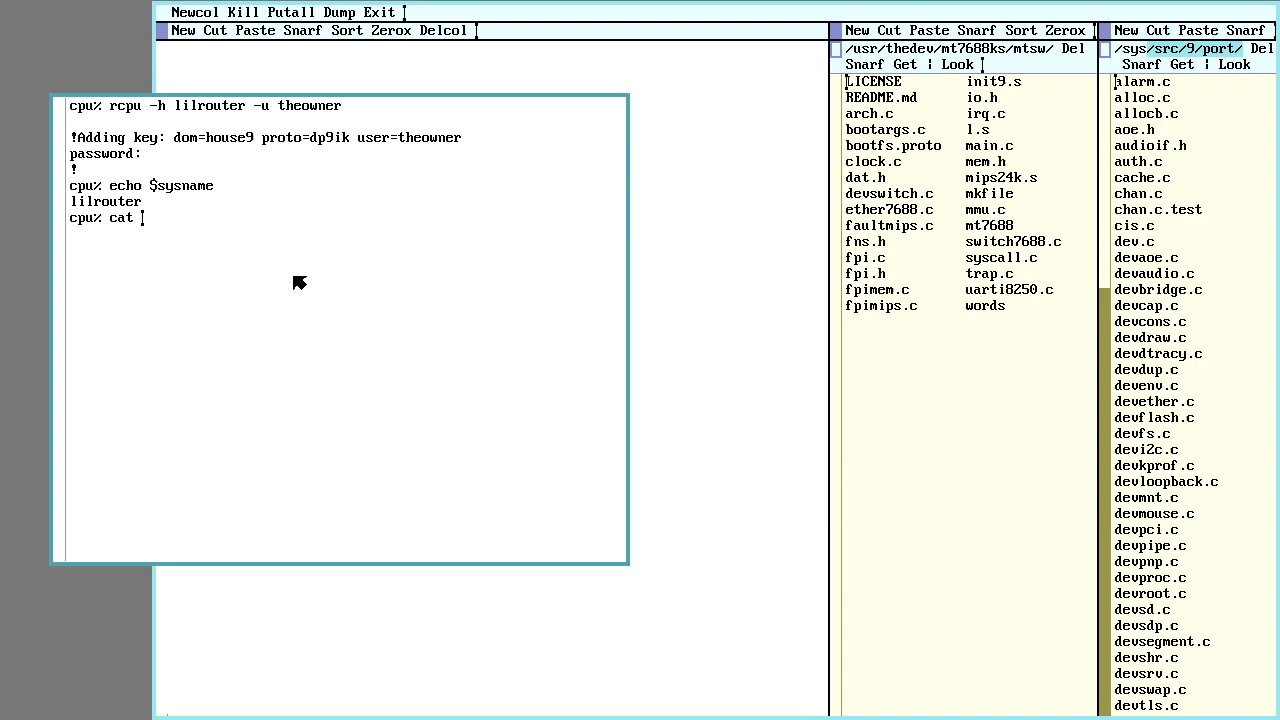 Newcol Kill Putall Dump Exit
New Cut Paste Snarf Sort Zerox Delcol
cpu% rcpu -h lilrouter -u theowner
!Adding key: dom=house9 proto=dp9ik user=theowner
password:
!
cpu% echo $sysname
lilrouter
cpu% cat
New Cut Paste Snarf Sort Zerox
/usr/thedev/mt7688ks/mtsw/ Del
Snarf Get | Look
LICENSE init9.s
README.md io.h
arch.c irq.c
bootargs.c l.s
bootfs.proto main.c
clock.c mem.h
dat.h mips24k.s
devswitch.c mkfile
ether7688.c mmu.c
faultmips.c mt7688
fns.h switch7688.c
fpi.c syscall.c
fpi.h trap.c
fpimem.c uarti8250.c
fpimips.c words
New Cut Paste Snarf
/sys/src/9/port/ Del
Snarf Get | Look
alarm.c
alloc.c
allocb.c
aoe.h
audioif.h
auth.c
cache.c
chan.c
chan.c.test
cis.c
dev.c
devaoe.c
devaudio.c
devbridge.c
devcap.c
devcons.c
devdraw.c
devdtracy.c
devdup.c
devenv.c
devether.c
devflash.c
devfs.c
devi2c.c
devkprof.c
devloopback.c
devmnt.c
devmouse.c
devpci.c
devpipe.c
devpnp.c
devproc.c
devroot.c
devsd.c
devsdp.c
devsegment.c
devshr.c
devsrv.c
devswap.c
devtls.c